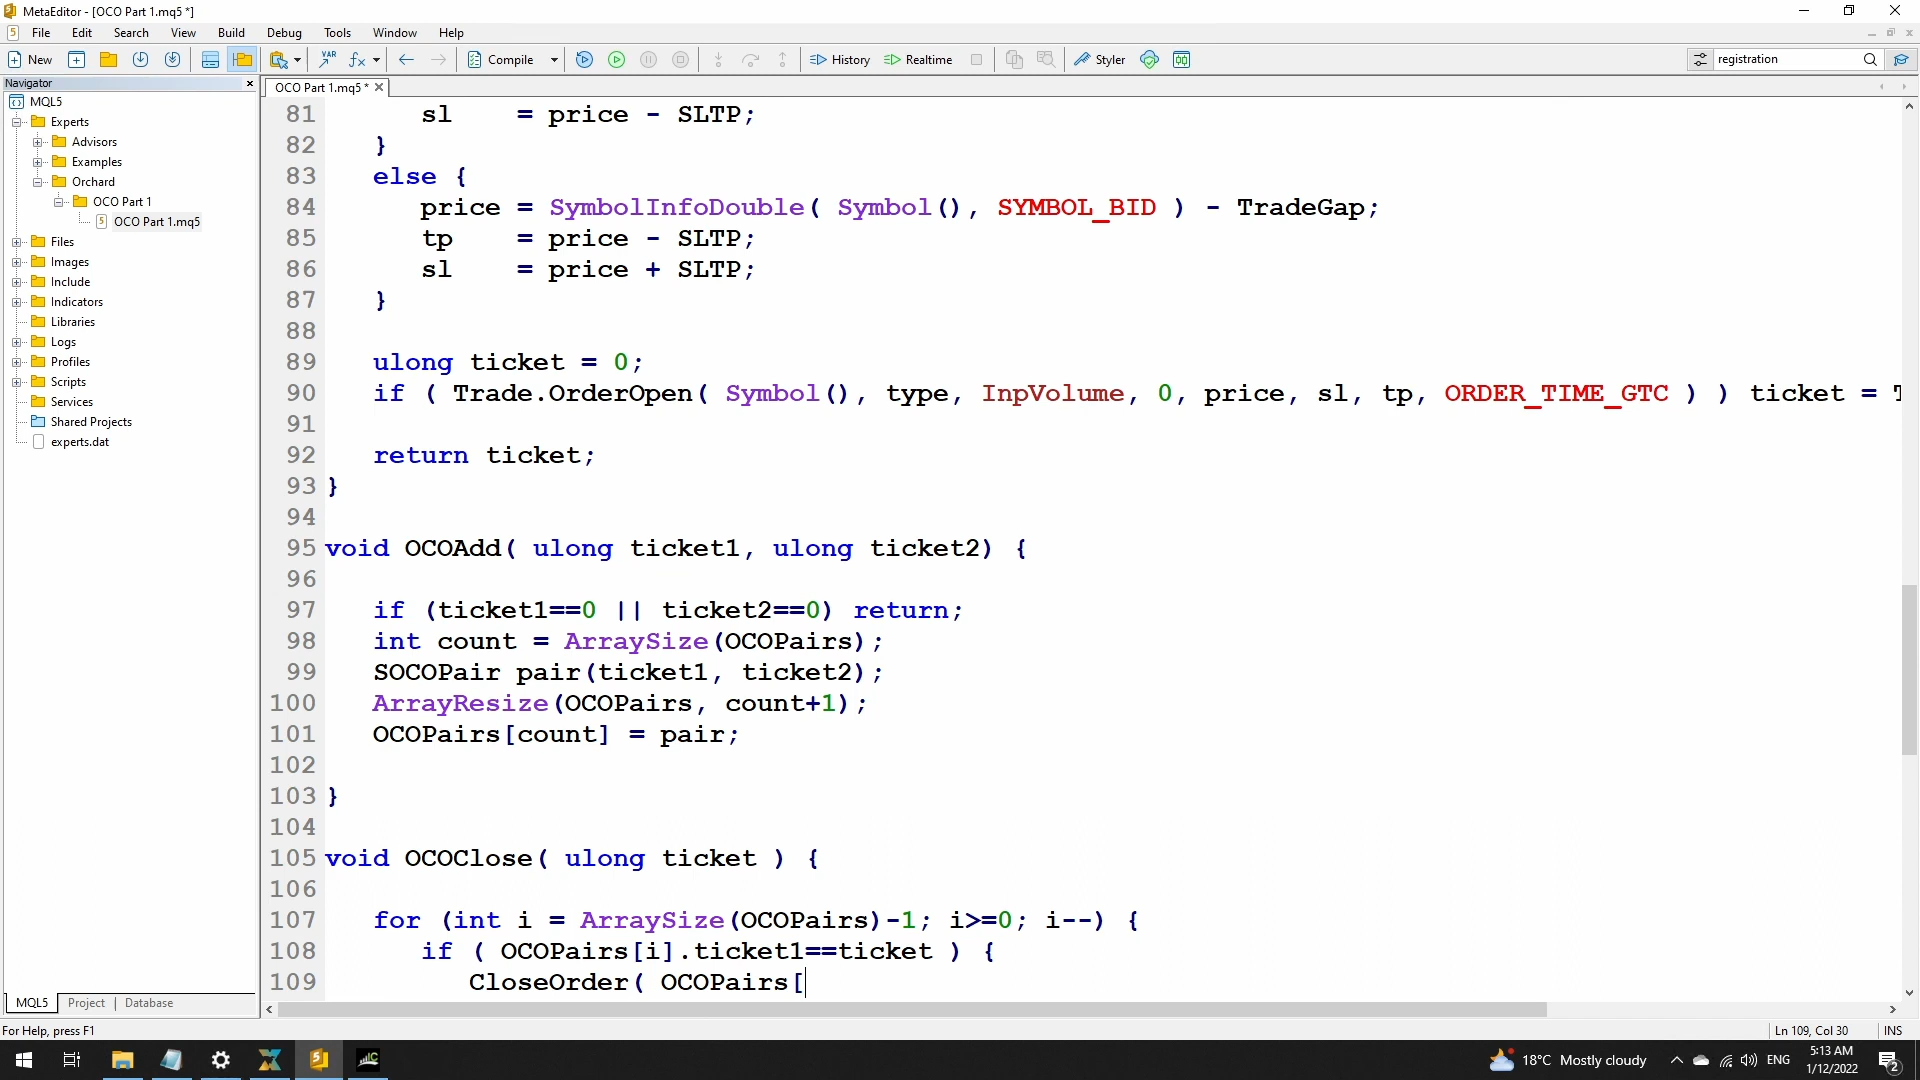 MetaEditor - [OCO Part 1.mq5 *]
File Edit Search View Build Debug Tools Window Help
New Compile History Realtime Styler registration
Navigator
OCO Part 1.mq5 *
MQL5
Experts
Advisors
Examples
Orchard
OCO Part 1
OCO Part 1.mq5
Files
Images
Include
Indicators
Libraries
Logs
Profiles
Scripts
Services
Shared Projects
experts.dat
81 sl = price - SLTP;
82 }
83 else {
84 price = SymbolInfoDouble( Symbol(), SYMBOL_BID ) - TradeGap;
85 tp = price - SLTP;
86 sl = price + SLTP;
87 }
88
89 ulong ticket = 0;
90 if ( Trade.OrderOpen( Symbol(), type, InpVolume, 0, price, sl, tp, ORDER_TIME_GTC ) ) ticket =
91
92 return ticket;
93 }
94
95 void OCOAdd( ulong ticket1, ulong ticket2) {
96
97 if (ticket1==0 || ticket2==0) return;
98 int count = ArraySize(OCOPairs);
99 SOCOPair pair(ticket1, ticket2);
100 ArrayResize(OCOPairs, count+1);
101 OCOPairs[count] = pair;
102
103 }
104
105 void OCOClose( ulong ticket ) {
106
107 for (int i = ArraySize(OCOPairs)-1; i>=0; i--) {
108 if ( OCOPairs[i].ticket1==ticket ) {
109 CloseOrder( OCOPairs[
MQL5 Project Database
For Help, press F1
Ln 109, Col 30 INS
18°C Mostly cloudy ENG
5:13 AM
1/12/2022
2